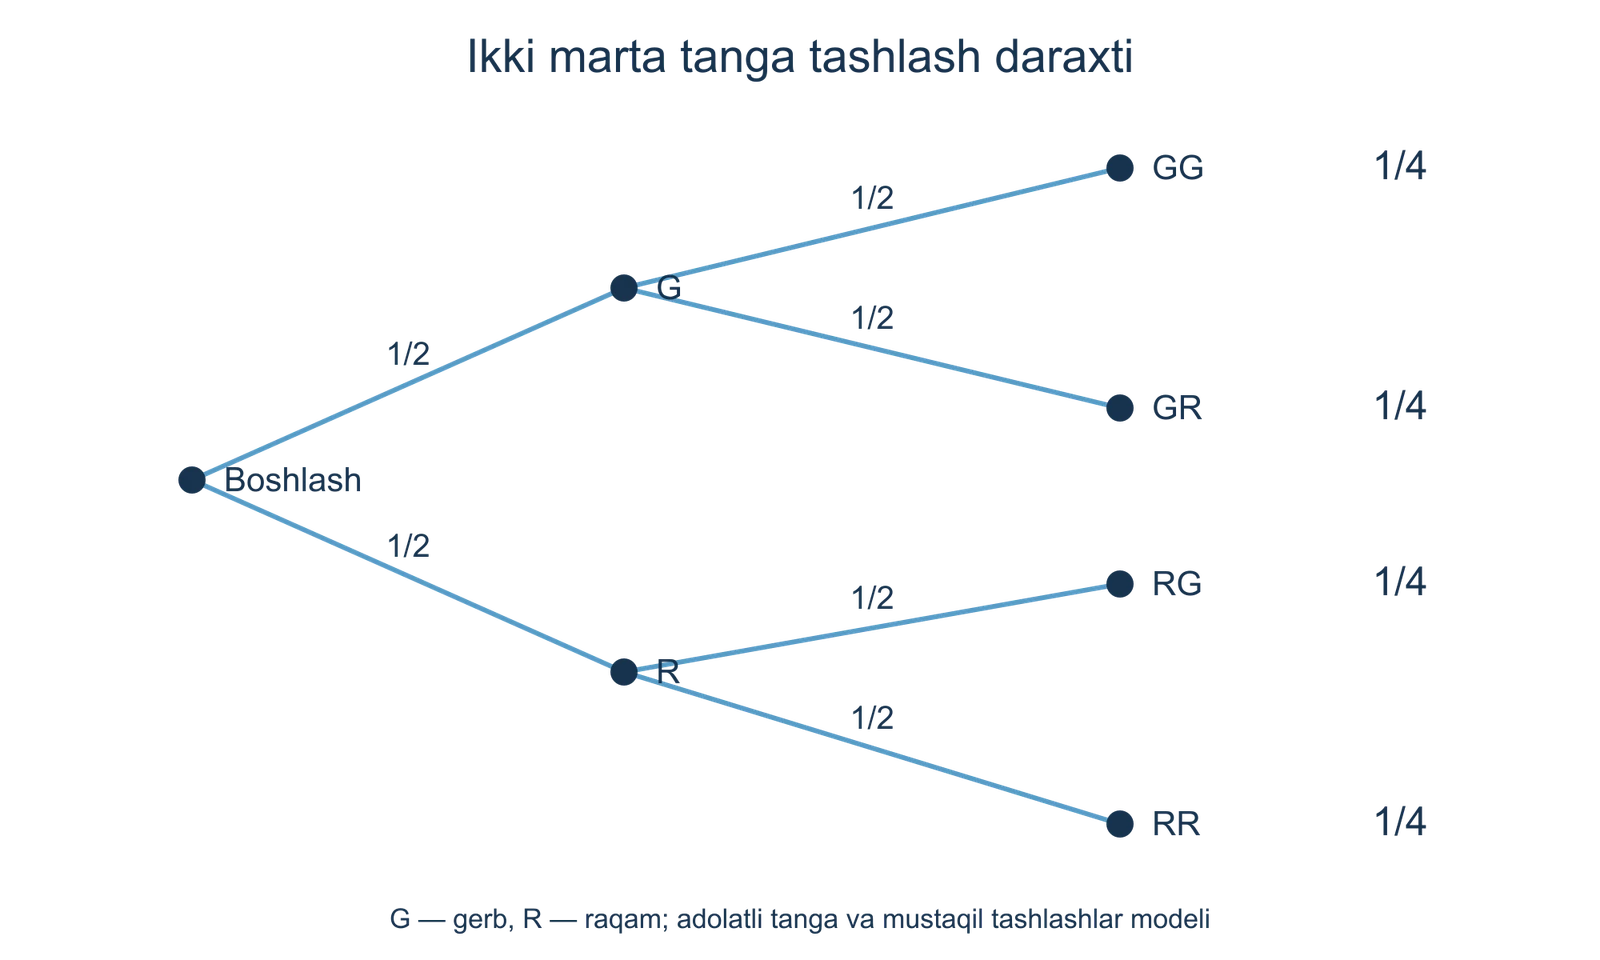 Ikki marta tanga tashlash daraxti
GG 1/4
1/2
G
1/2
1/2
GR 1/4
Boshlash
1/2
1/2
RG 1/4
R
1/2
RR 1/4
G — gerb, R — raqam; adolatli tanga va mustaqil tashlashlar modeli